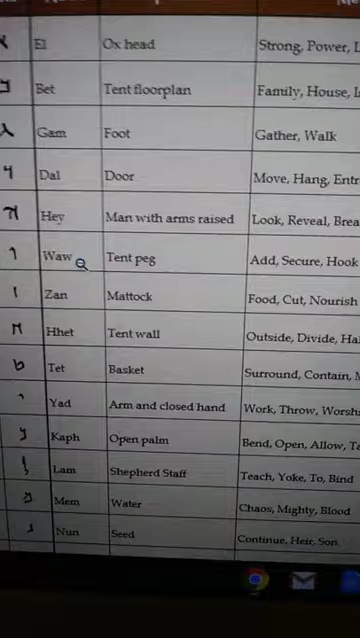 El Ox head Strong, Power, L
Bet Tent floorplan Family, House, I
Gam Foot Gather, Walk
Dal Door Move, Hang, Entr
Hey Man with arms raised Look, Reveal, Brea
Waw Tent peg Add, Secure, Hook
Zan Mattock Food, Cut, Nourish
Hhet Tent wall Outside, Divide, Ha
Tet Basket Surround, Contain, M
Yad Arm and closed hand Work, Throw, Worsh
Kaph Open palm Bend, Open, Allow, Ta
Lam Shepherd Staff Teach, Yoke, To, Bind
Mem Water Chaos, Mighty, Blood
Nun Seed Continue, Heir, Son